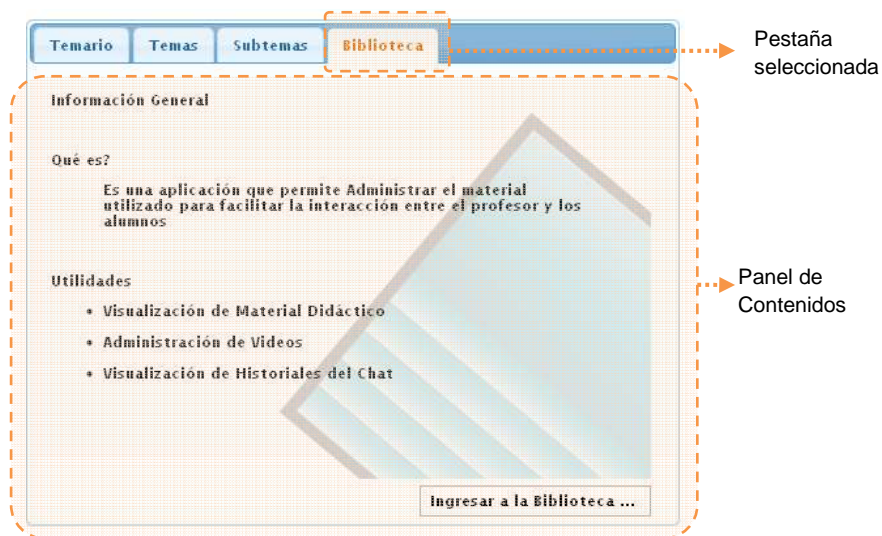 Temario Temas Subtemas Biblioteca
Pestaña
seleccionada
Información General
Qué es?
Es una aplicación que permite Administrar el material
utilizado para facilitar la interacción entre el profesor y los
alumnos
Utilidades
• Visualización de Material Didáctico
• Administración de Videos
• Visualización de Historiales del Chat
Panel de
Contenidos
Ingresar a la Biblioteca ...